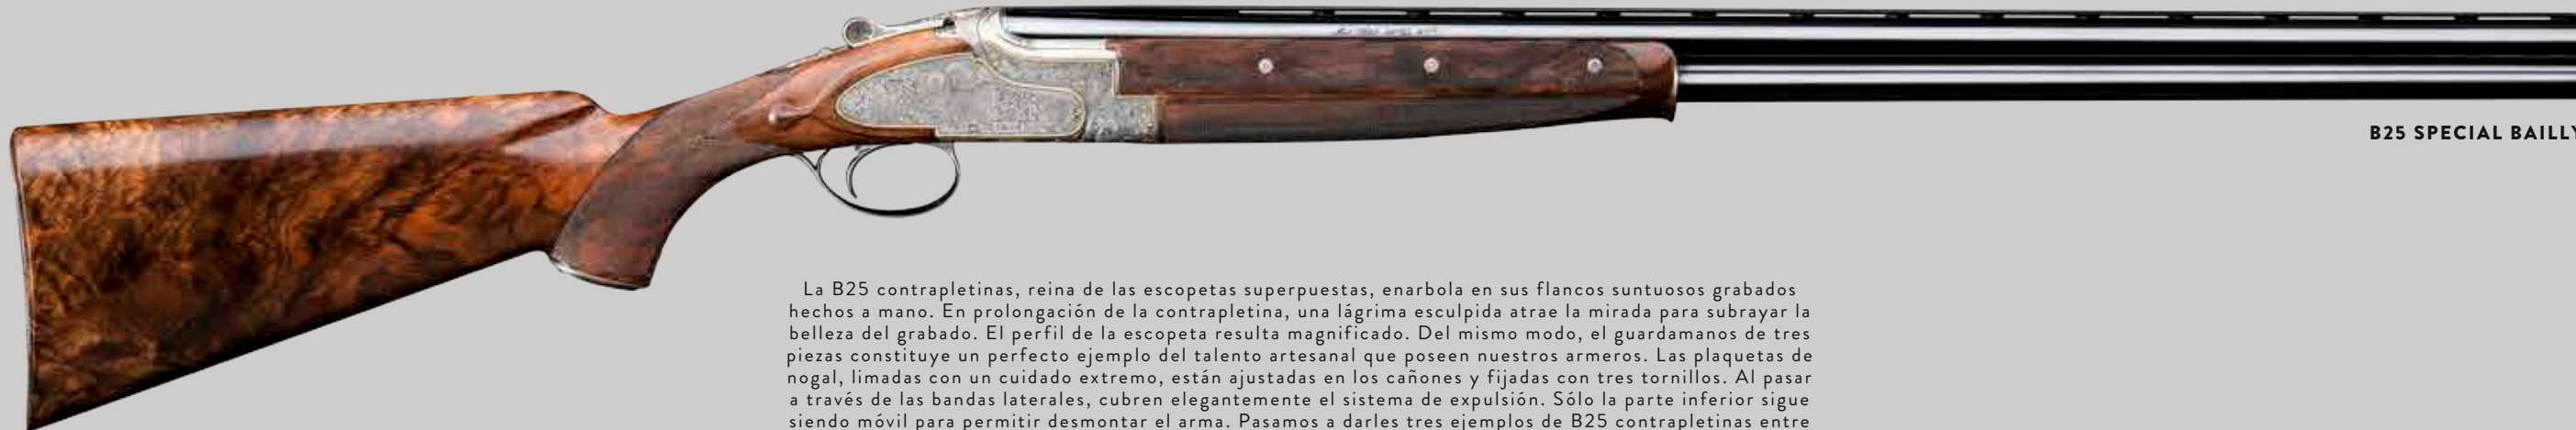 B25 SPECIAL BAILLY
La B25 contrapletinas, reina de las escopetas superpuestas, enarbola en sus flancos suntuosos grabados
hechos a mano. En prolongación de la contrapletina, una lágrima esculpida atrae la mirada para subrayar la
belleza del grabado. El perfil de la escopeta resulta magnificado. Del mismo modo, el guardamanos de tres
piezas constituye un perfecto ejemplo del talento artesanal que poseen nuestros armeros. Las plaquetas de
nogal, limadas con un cuidado extremo, están ajustadas en los cañones y fijadas con tres tornillos. Al pasar
a través de las bandas laterales, cubren elegantemente el sistema de expulsión. Sólo la parte inferior sigue
siendo móvil para permitir desmontar el arma. Pasamos a darles tres ejemplos de B25 contrapletinas entre